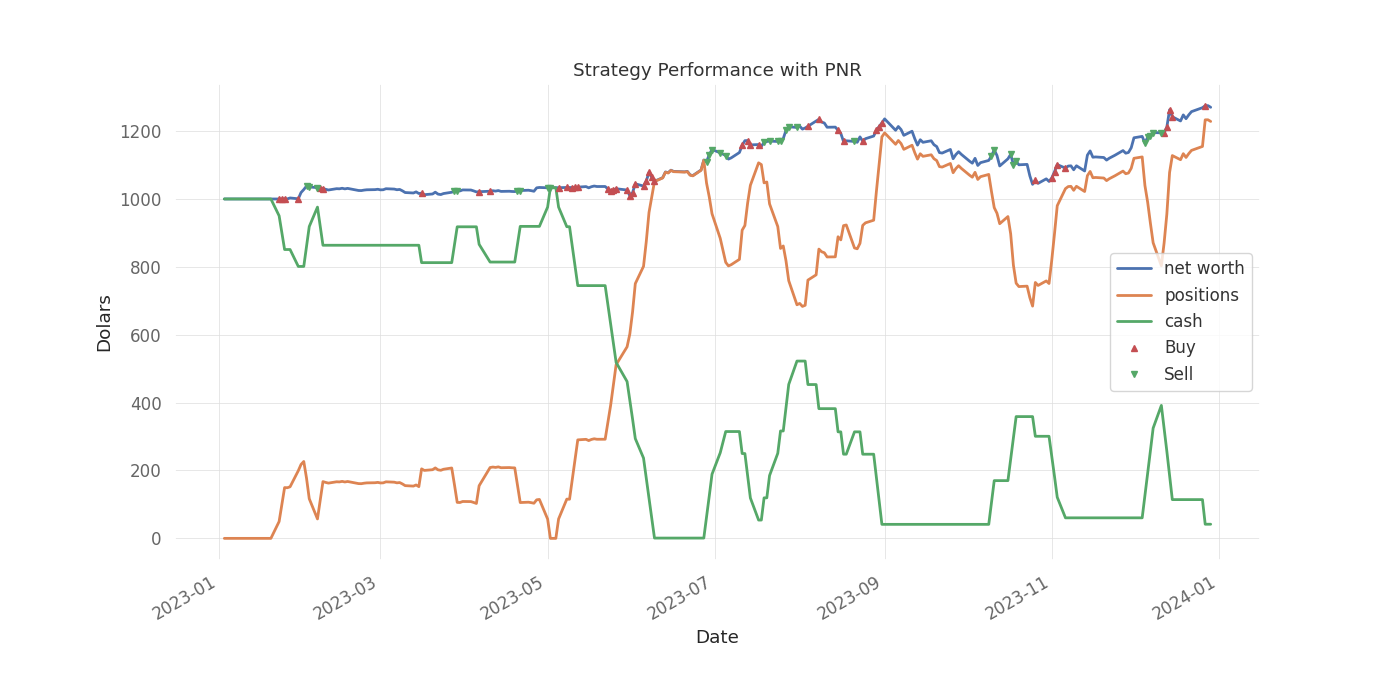 Strategy Performance with PNR
Dolars
1200
1000
800
600
400
200
0
net worth
positions
cash
Buy
Sell
2023-01
2023-03
2023-05
2023-07
2023-09
2023-11
2024-01
Date